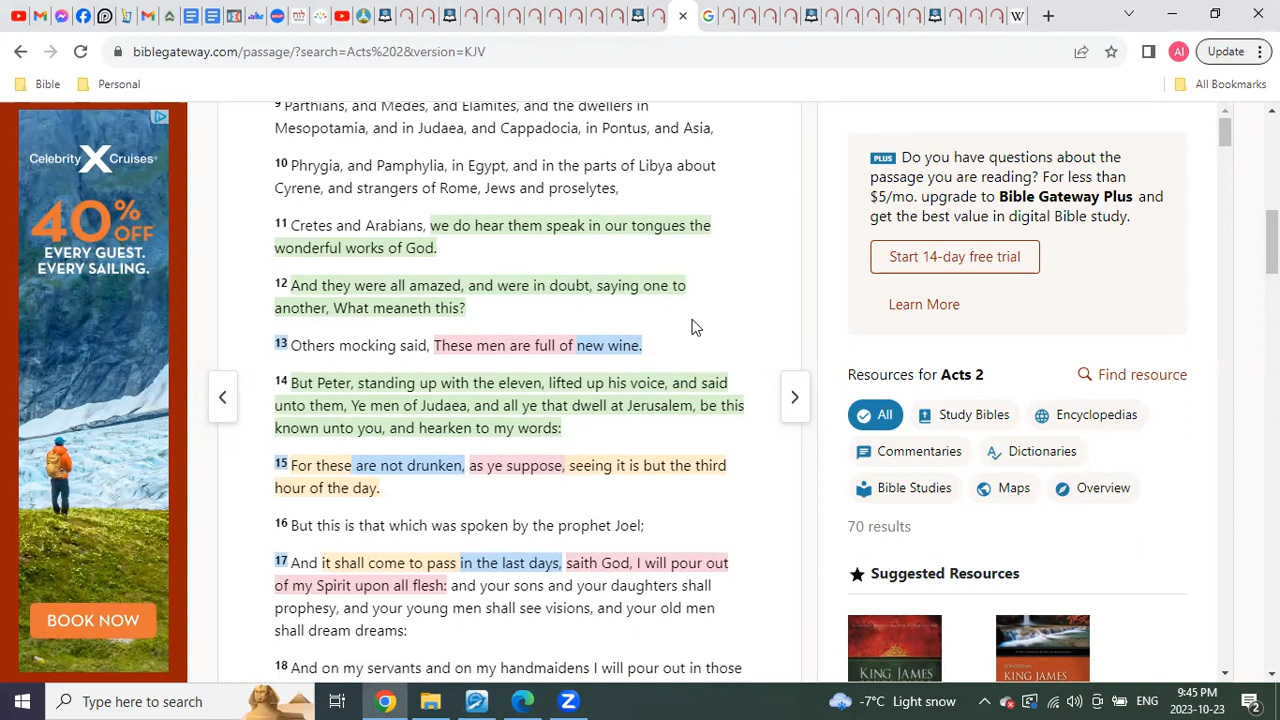 biblegateway.com/passage/?search=Acts%202&version=KJV
AI
Update
Bible
Personal
All Bookmarks
Celebrity X Cruises®
40% OFF
EVERY GUEST.
EVERY SAILING.
BOOK NOW
9 Parthians, and Medes, and Elamites, and the dwellers in
Mesopotamia, and in Judaea, and Cappadocia, in Pontus, and Asia,
10 Phrygia, and Pamphylia, in Egypt, and in the parts of Libya about
Cyrene, and strangers of Rome, Jews and proselytes,
11 Cretes and Arabians, we do hear them speak in our tongues the
wonderful works of God.
12 And they were all amazed, and were in doubt, saying one to
another, What meaneth this?
13 Others mocking said, These men are full of new wine.
14 But Peter, standing up with the eleven, lifted up his voice, and said
unto them, Ye men of Judaea, and all ye that dwell at Jerusalem, be this
known unto you, and hearken to my words:
15 For these are not drunken, as ye suppose, seeing it is but the third
hour of the day.
16 But this is that which was spoken by the prophet Joel;
17 And it shall come to pass in the last days, saith God, I will pour out
of my Spirit upon all flesh: and your sons and your daughters shall
prophesy, and your young men shall see visions, and your old men
shall dream dreams:
18 And on my servants and on my handmaidens I will pour out in those
PLUS Do you have questions about the
passage you are reading? For less than
$5/mo. upgrade to Bible Gateway Plus and
get the best value in digital Bible study.
Start 14-day free trial
Learn More
Resources for Acts 2
Find resource
All
Study Bibles
Encyclopedias
Commentaries
Dictionaries
Bible Studies
Maps
Overview
70 results
Suggested Resources
KING JAMES
KING JAMES
Type here to search
-7°C Light snow
ENG
9:45 PM
2023-10-23
2